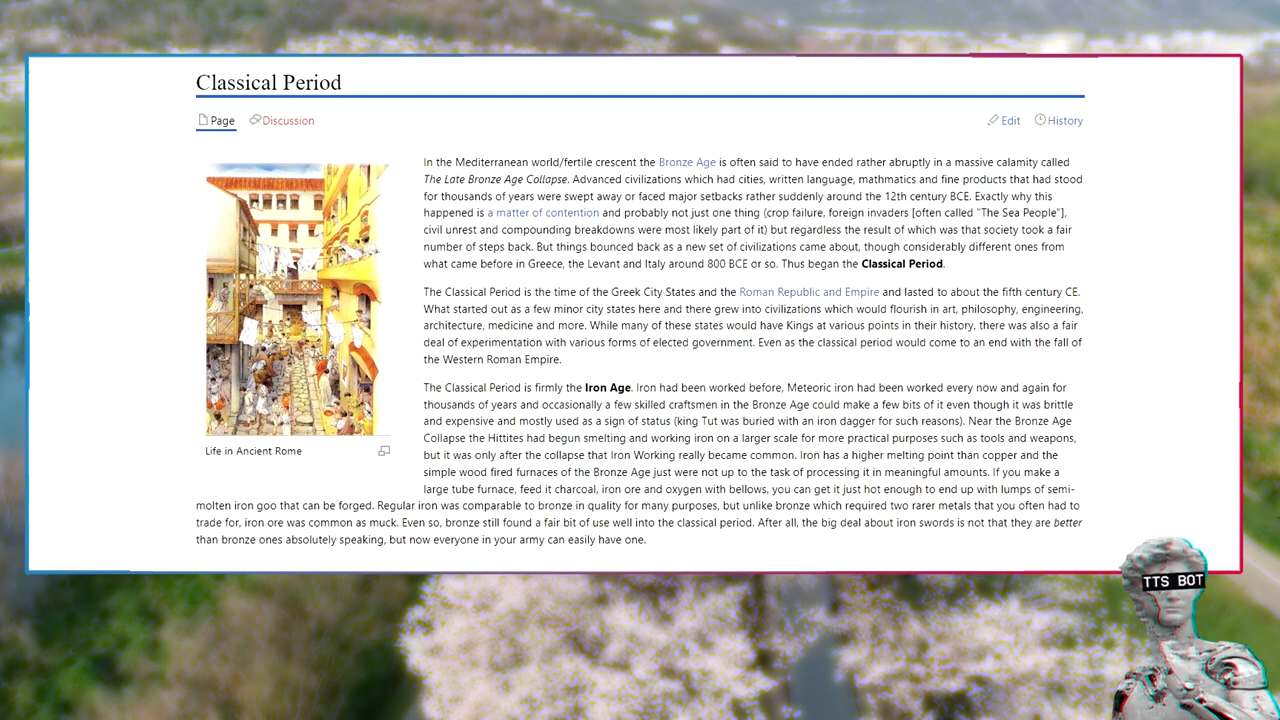 Classical Period
Page
Discussion
Edit
History
In the Mediterranean world/fertile crescent the Bronze Age is often said to have ended rather abruptly in a massive calamity called
The Late Bronze Age Collapse. Advanced civilizations which had cities, written language, mathmatics and fine products that had stood
for thousands of years were swept away or faced major setbacks rather suddenly around the 12th century BCE. Exactly why this
happened is a matter of contention and probably not just one thing (crop failure, foreign invaders [often called "The Sea People"],
civil unrest and compounding breakdowns were most likely part of it) but regardless the result of which was that society took a fair
number of steps back. But things bounced back as a new set of civilizations came about, though considerably different ones from
what came before in Greece, the Levant and Italy around 800 BCE or so. Thus began the Classical Period.
The Classical Period is the time of the Greek City States and the Roman Republic and Empire and lasted to about the fifth century CE.
What started out as a few minor city states here and there grew into civilizations which would flourish in art, philosophy, engineering,
architecture, medicine and more. While many of these states would have Kings at various points in their history, there was also a fair
deal of experimentation with various forms of elected government. Even as the classical period would come to an end with the fall of
the Western Roman Empire.
The Classical Period is firmly the Iron Age. Iron had been worked before, Meteoric iron had been worked every now and again for
thousands of years and occasionally a few skilled craftsmen in the Bronze Age could make a few bits of it even though it was brittle
and expensive and mostly used as a sign of status (king Tut was buried with an iron dagger for such reasons). Near the Bronze Age
Collapse the Hittites had begun smelting and working iron on a larger scale for more practical purposes such as tools and weapons,
but it was only after the collapse that Iron Working really became common. Iron has a higher melting point than copper and the
simple wood fired furnaces of the Bronze Age just were not up to the task of processing it in meaningful amounts. If you make a
large tube furnace, feed it charcoal, iron ore and oxygen with bellows, you can get it just hot enough to end up with lumps of semi-
molten iron goo that can be forged. Regular iron was comparable to bronze in quality for many purposes, but unlike bronze which required two rarer metals that you often had to
trade for, iron ore was common as muck. Even so, bronze still found a fair bit of use well into the classical period. After all, the big deal about iron swords is not that they are better
than bronze ones absolutely speaking, but now everyone in your army can easily have one.
Life in Ancient Rome
TTS BOT